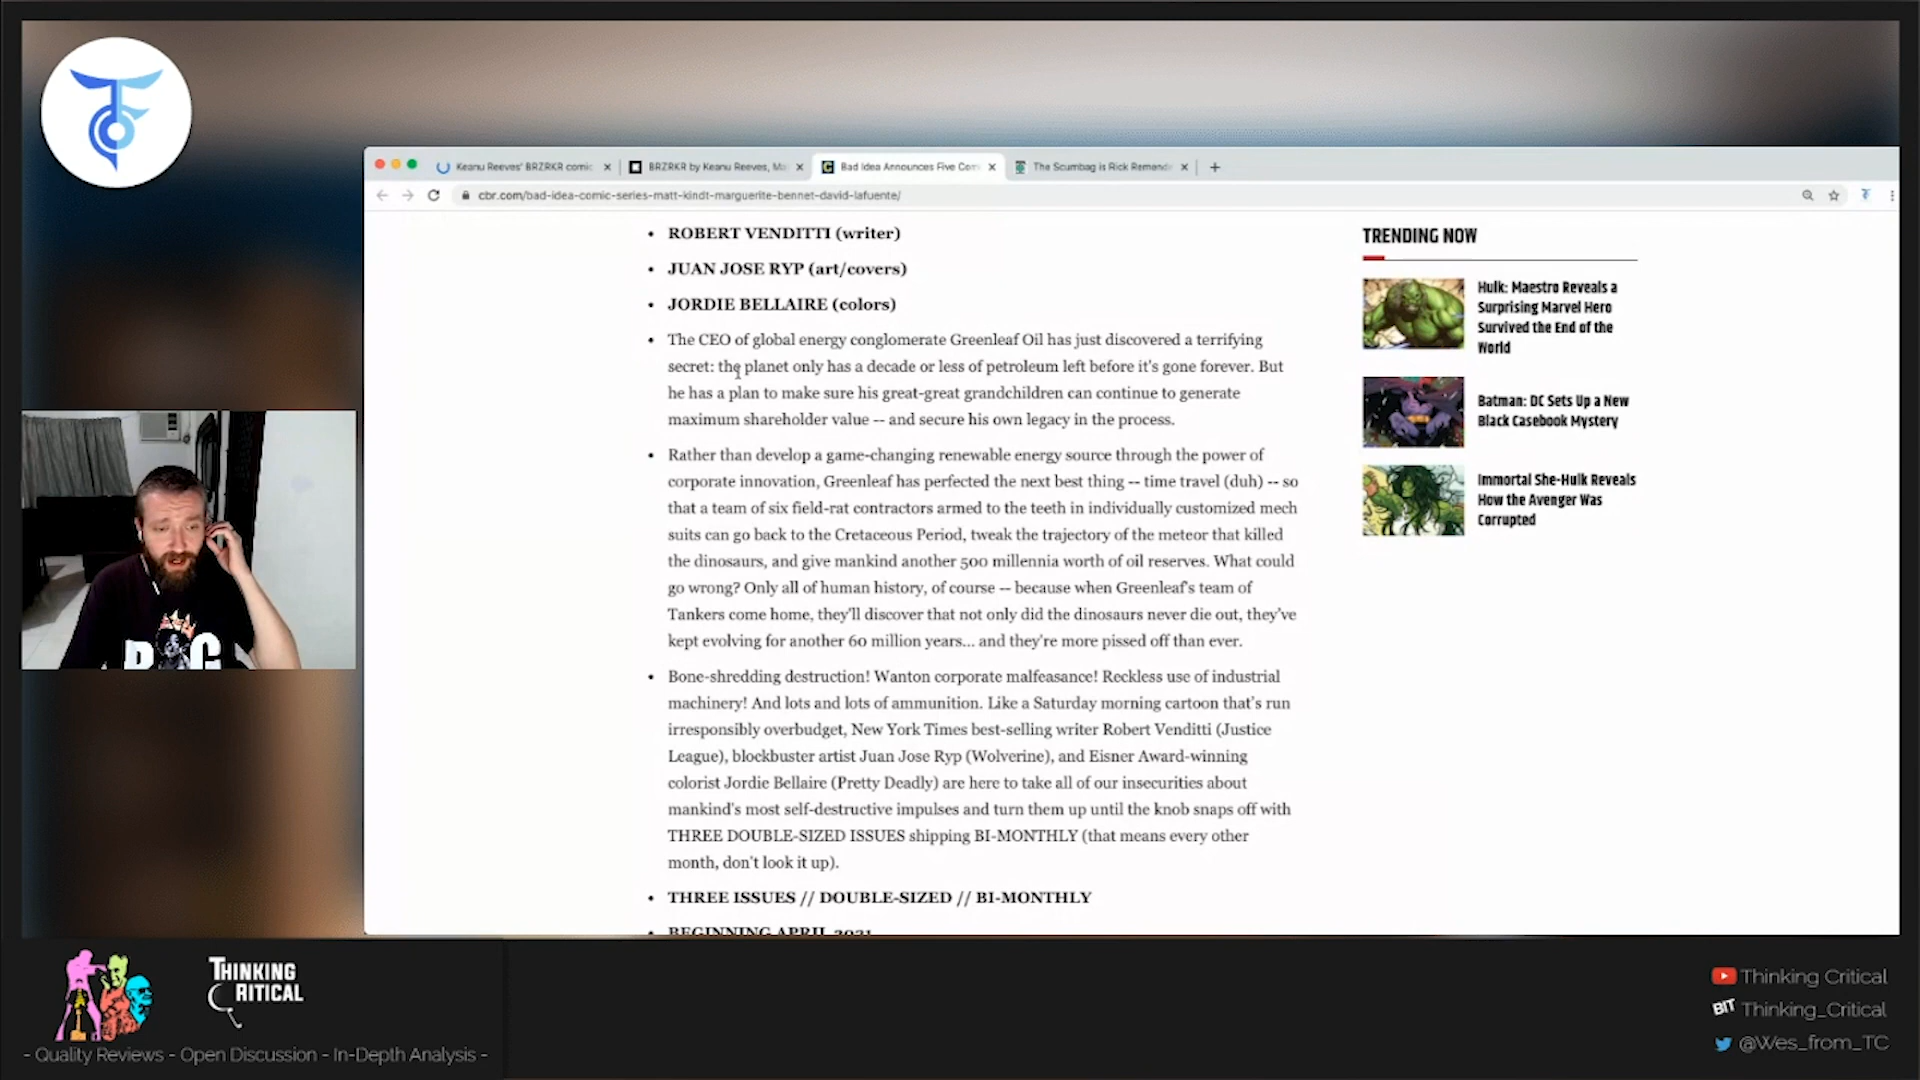 Keanu Reeves' BRZRKR comic
BRZRKR by Keanu Reeves, Ma
Bad Idea Announces Five Com
The Scumbag is Rick Remende
cbr.com/bad-idea-comic-series-matt-kindt-marguerite-bennet-david-lafuente/
• ROBERT VENDITTI (writer)
• JUAN JOSE RYP (art/covers)
• JORDIE BELLAIRE (colors)
• The CEO of global energy conglomerate Greenleaf Oil has just discovered a terrifying
secret: the planet only has a decade or less of petroleum left before it's gone forever. But
he has a plan to make sure his great-great grandchildren can continue to generate
maximum shareholder value -- and secure his own legacy in the process.
• Rather than develop a game-changing renewable energy source through the power of
corporate innovation, Greenleaf has perfected the next best thing -- time travel (duh) -- so
that a team of six field-rat contractors armed to the teeth in individually customized mech
suits can go back to the Cretaceous Period, tweak the trajectory of the meteor that killed
the dinosaurs, and give mankind another 500 millennia worth of oil reserves. What could
go wrong? Only all of human history, of course -- because when Greenleaf's team of
Tankers come home, they'll discover that not only did the dinosaurs never die out, they've
kept evolving for another 60 million years... and they're more pissed off than ever.
• Bone-shredding destruction! Wanton corporate malfeasance! Reckless use of industrial
machinery! And lots and lots of ammunition. Like a Saturday morning cartoon that's run
irresponsibly overbudget, New York Times best-selling writer Robert Venditti (Justice
League), blockbuster artist Juan Jose Ryp (Wolverine), and Eisner Award-winning
colorist Jordie Bellaire (Pretty Deadly) are here to take all of our insecurities about
mankind's most self-destructive impulses and turn them up until the knob snaps off with
THREE DOUBLE-SIZED ISSUES shipping BI-MONTHLY (that means every other
month, don't look it up).
• THREE ISSUES // DOUBLE-SIZED // BI-MONTHLY
• BEGINNING APRIL 2021
TRENDING NOW
Hulk: Maestro Reveals a
Surprising Marvel Hero
Survived the End of the
World
Batman: DC Sets Up a New
Black Casebook Mystery
Immortal She-Hulk Reveals
How the Avenger Was
Corrupted
THINKING
CRITICAL
- Quality Reviews - Open Discussion - In-Depth Analysis -
Thinking Critical
BIT Thinking_Critical
@Wes_from_TC